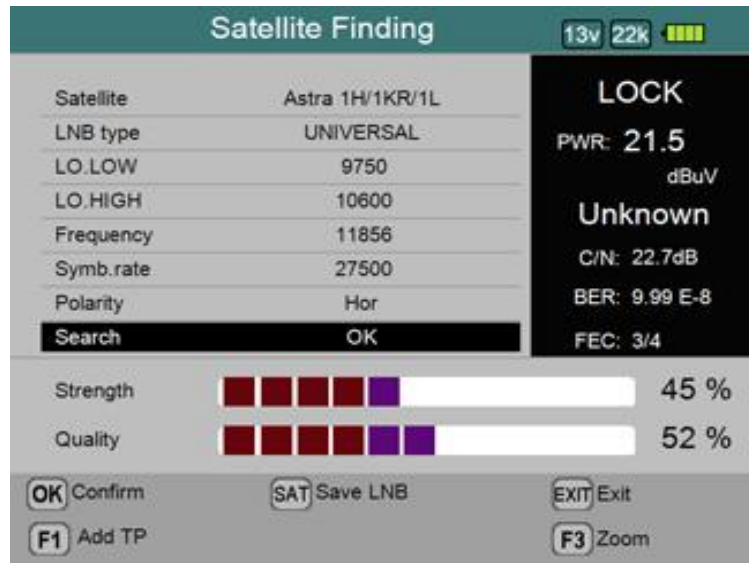 Satellite Finding 13v 22k
Satellite Astra 1H/1KR/1L
LNB type UNIVERSAL
LO.LOW 9750
LO.HIGH 10600
Frequency 11856
Symb.rate 27500
Polarity Hor
Search OK
LOCK
PWR: 21.5
dBuV
Unknown
C/N: 22.7dB
BER: 9.99 E-8
FEC: 3/4
Strength 45 %
Quality 52 %
OK Confirm SAT Save LNB EXIT Exit
F1 Add TP F3 Zoom